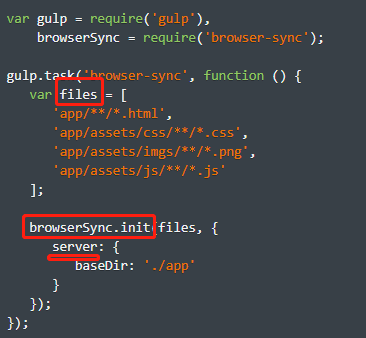 var gulp = require('gulp'),
    browserSync = require('browser-sync');

gulp.task('browser-sync', function () {
   var files = [
      'app/**/*.html',
      'app/assets/css/**/*.css',
      'app/assets/imgs/**/*.png',
      'app/assets/js/**/*.js'
   ];

   browserSync.init(files, {
      server: {
         baseDir: './app'
      }
   });
});